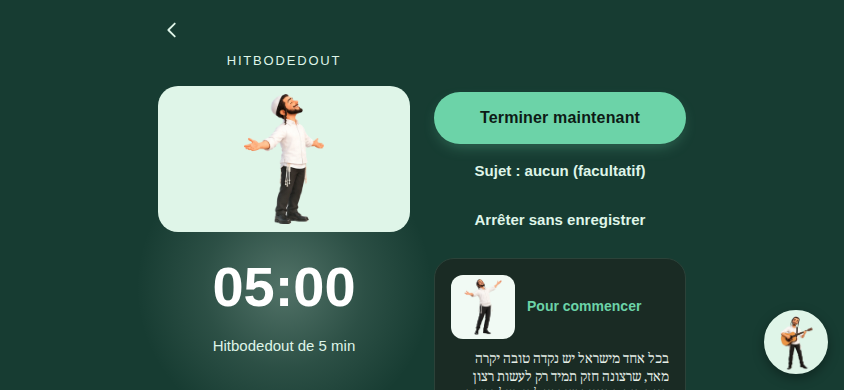 HITBODEDOUT
05:00
Hitbodedout de 5 min
Terminer maintenant
Sujet : aucun (facultatif)
Arrêter sans enregistrer
Pour commencer
בכל אחד מישראל יש נקדה טובה יקרה
מאד, שרצונה חזק תמיד רק לעשות רצון